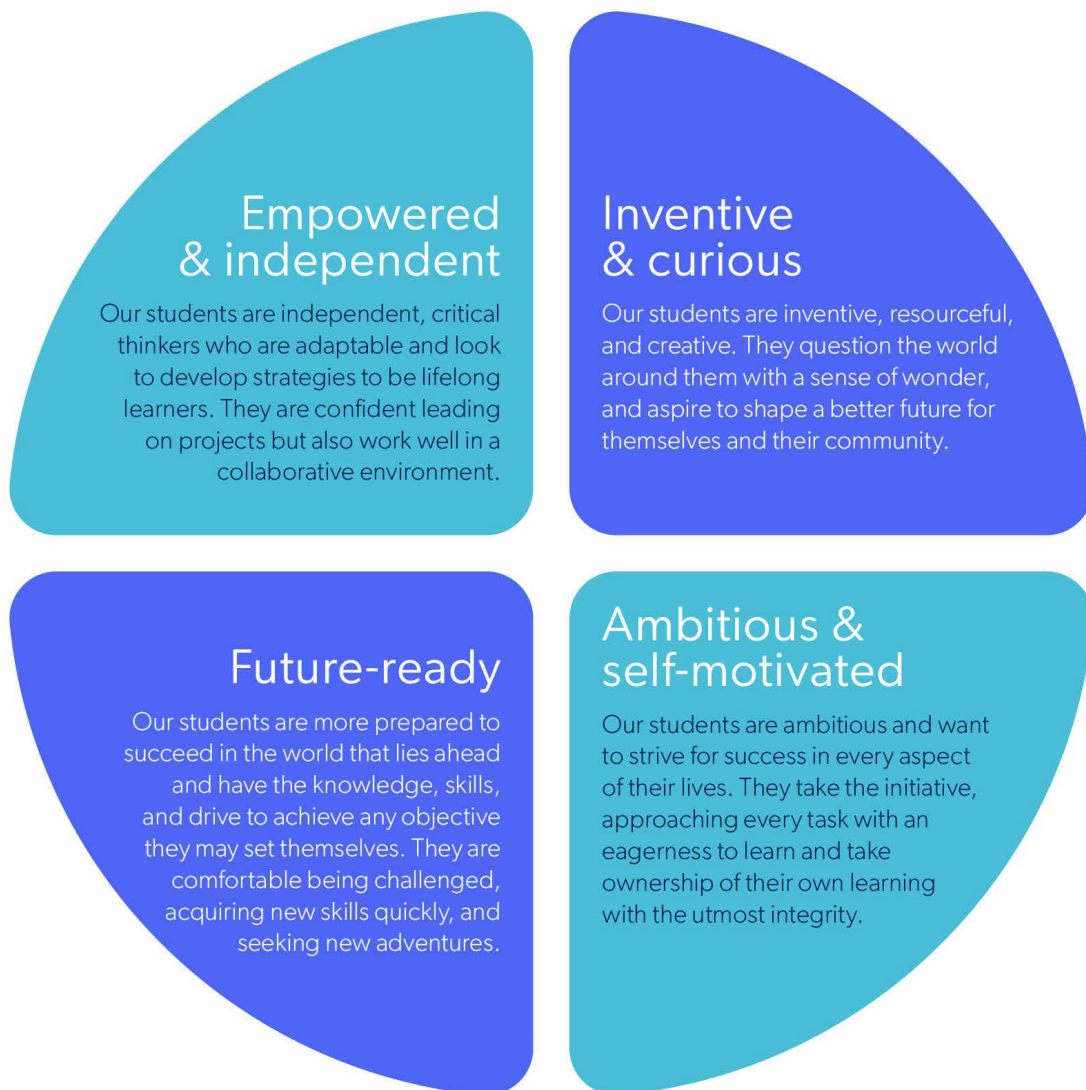 Empowered
& independent
Our students are independent, critical
thinkers who are adaptable and look
to develop strategies to be lifelong
learners. They are confident leading
on projects but also work well in a
collaborative environment.
Inventive
& curious
Our students are inventive, resourceful,
and creative. They question the world
around them with a sense of wonder,
and aspire to shape a better future for
themselves and their community.
Future-ready
Our students are more prepared to
succeed in the world that lies ahead
and have the knowledge, skills,
and drive to achieve any objective
they may set themselves. They are
comfortable being challenged,
acquiring new skills quickly, and
seeking new adventures.
Ambitious &
self-motivated
Our students are ambitious and want
to strive for success in every aspect
of their lives. They take the initiative,
approaching every task with an
eagerness to learn and take
ownership of their own learning
with the utmost integrity.